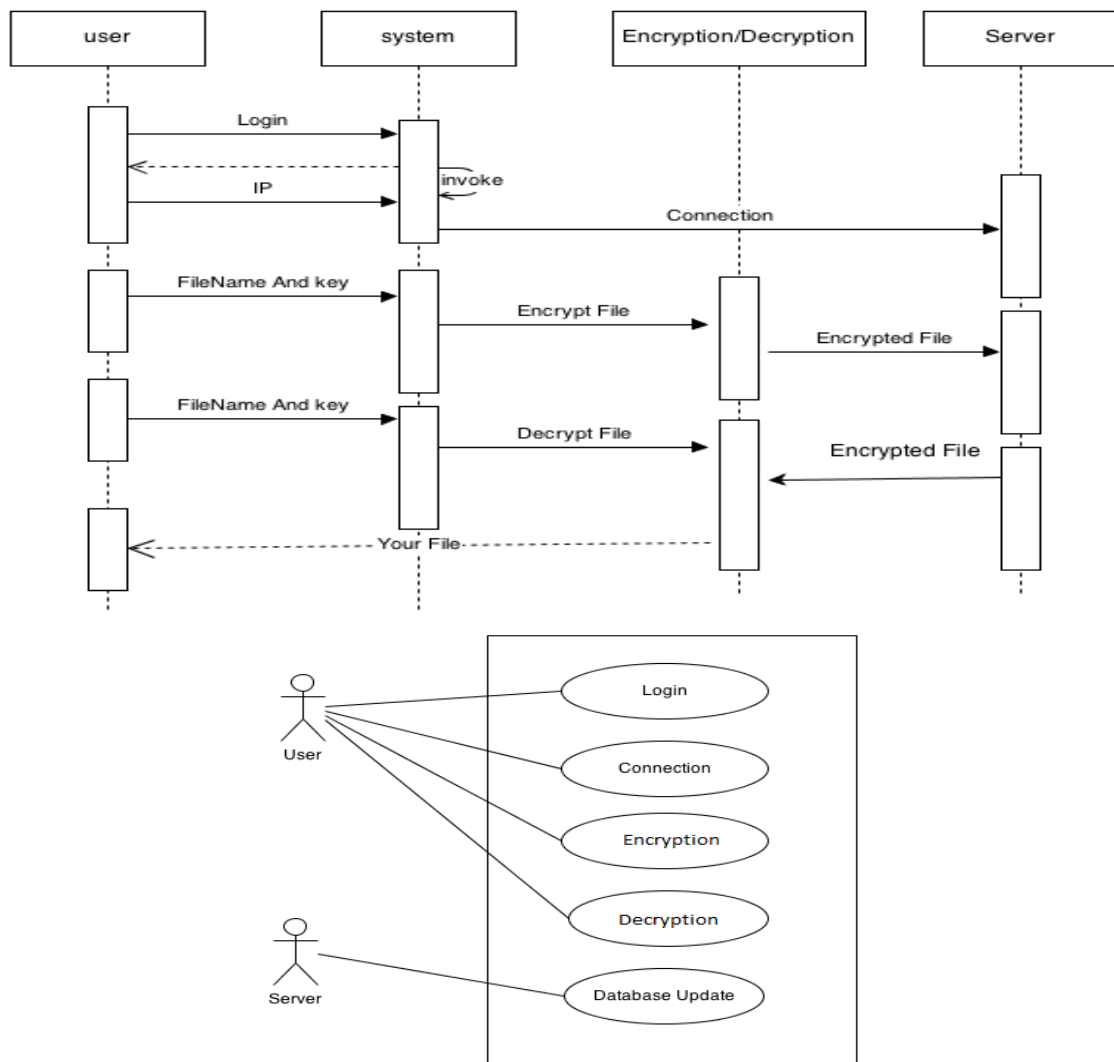 user
system
Encryption/Decryption
Server
Login
invoke
IP
Connection
FileName And key
Encrypt File
Encrypted File
FileName And key
Decrypt File
Encrypted File
Your File
Login
User
Connection
Encryption
Decryption
Server
Database Update